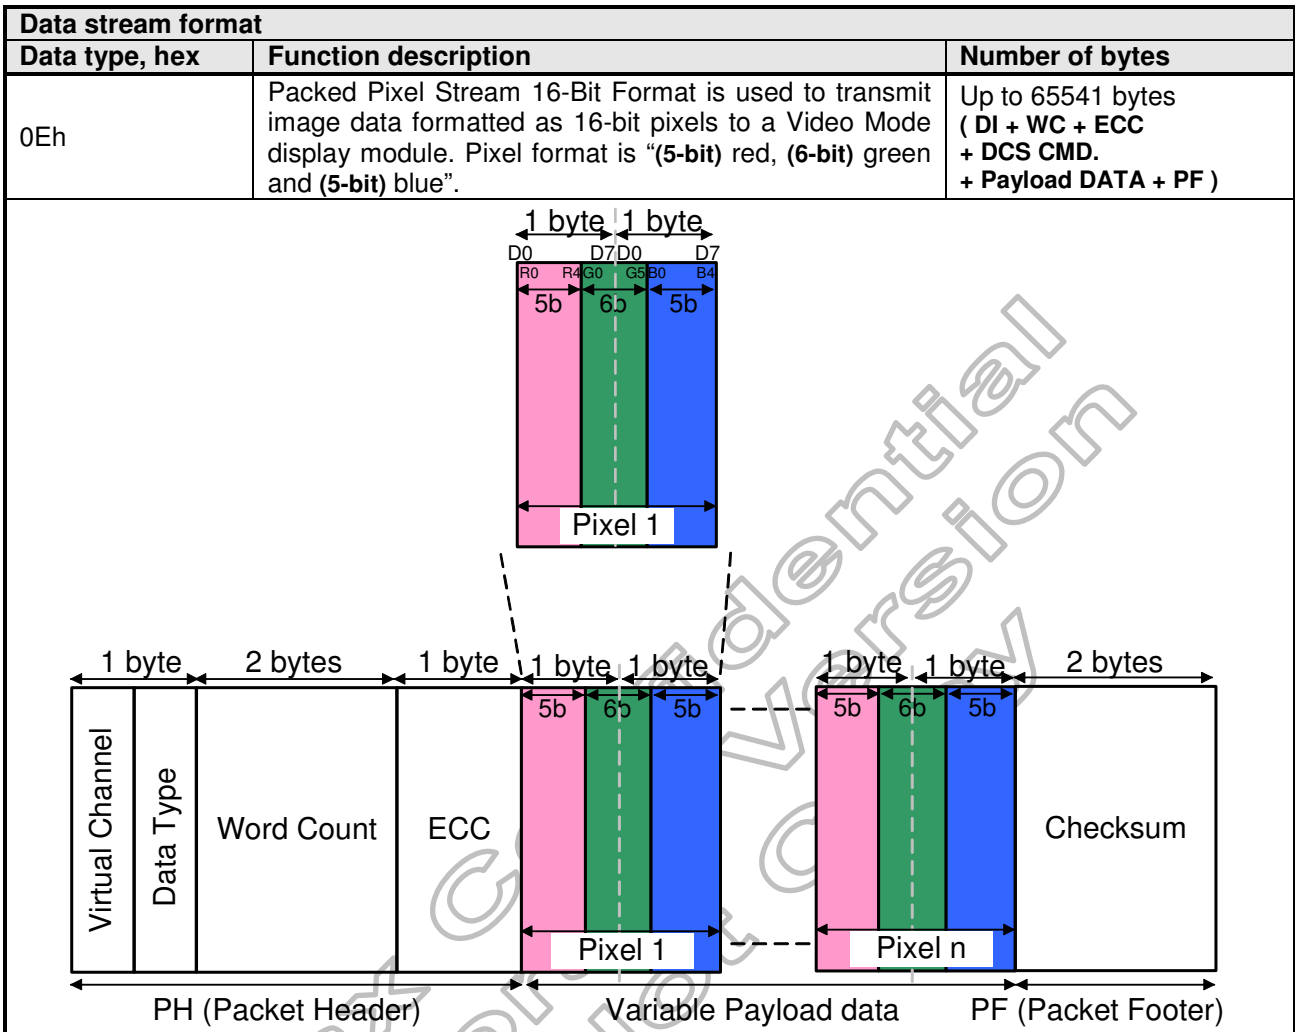 Data stream format
Data type, hex Function description Number of bytes
0Eh
Packed Pixel Stream 16-Bit Format is used to transmit
image data formatted as 16-bit pixels to a Video Mode
display module. Pixel format is “(5-bit) red, (6-bit) green
and (5-bit) blue”.
Up to 65541 bytes
( DI + WC + ECC
+ DCS CMD.
+ Payload DATA + PF )
1 byte 1 byte
D0 D7 D0 D7
R0 R4 G0 G5 B0 B4
5b 6b 5b
Pixel 1
1 byte 2 bytes 1 byte 1 byte 1 byte 1 byte 1 byte 2 bytes
5b 6b 5b 5b 6b 5b
Virtual Channel
Data Type
Word Count
ECC
Checksum
Pixel 1
Pixel n
PH (Packet Header) Variable Payload data PF (Packet Footer)